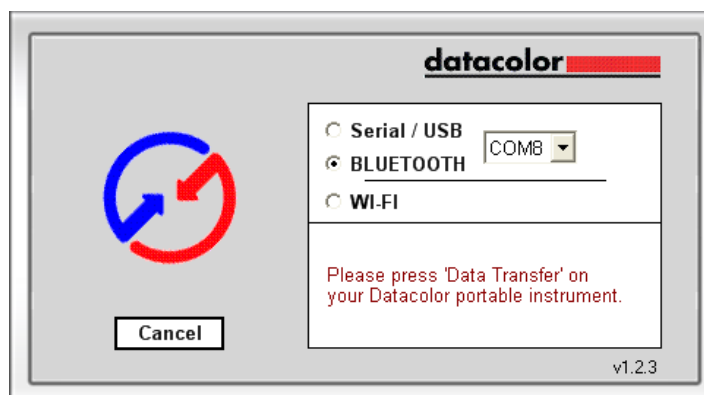 datacolor
Serial / USB
COM8
BLUETOOTH
WI-FI
Please press 'Data Transfer' on
your Datacolor portable instrument.
Cancel
v1.2.3